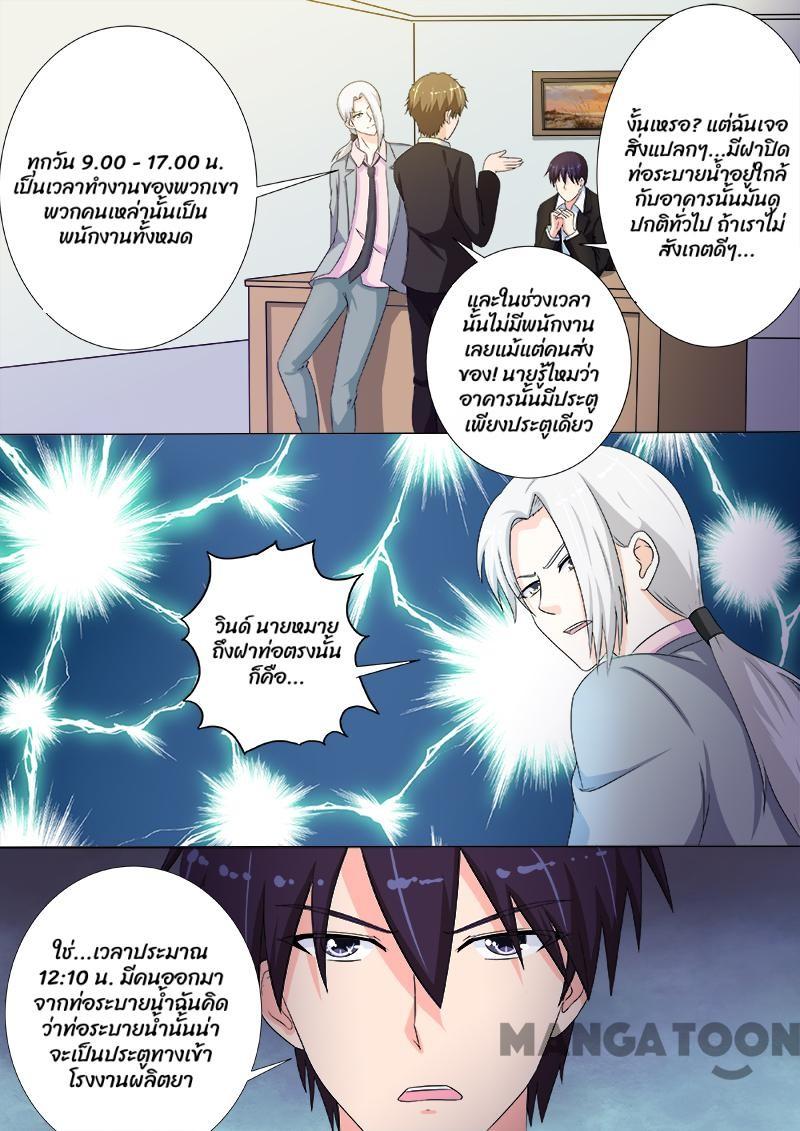 ทุกวัน 9.00 - 17.00 น.
เป็นเวลาทำงานของพวกเขา
พวกคนเหล่านั้นเป็น
พนักงานทั้งหมด
และในช่วงเวลา
นั้นไม่มีพนักงาน
เลยแม้แต่คนส่ง
ของ! นายรู้ไหมว่า
อาคารนั้นมีประตู
เพียงประตูเดียว
งั้นเหรอ? แต่ฉันเจอ
สิ่งแปลกๆ...มีฝาปิด
ท่อระบายน้ำอยู่ใกล้
กับอาคารนั้นมันดู
ปกติทั่วไป ถ้าเราไม่
สังเกตดีๆ...
วินด์ นายหมาย
ถึงฝาท่อตรงนั้น
ก็คือ...
ใช่...เวลาประมาณ
12:10 น. มีคนออกมา
จากท่อระบายน้ำฉันคิด
ว่าท่อระบายน้ำนั้นน่า
จะเป็นประตูทางเข้า
โรงงานผลิตยา
MANGATOON